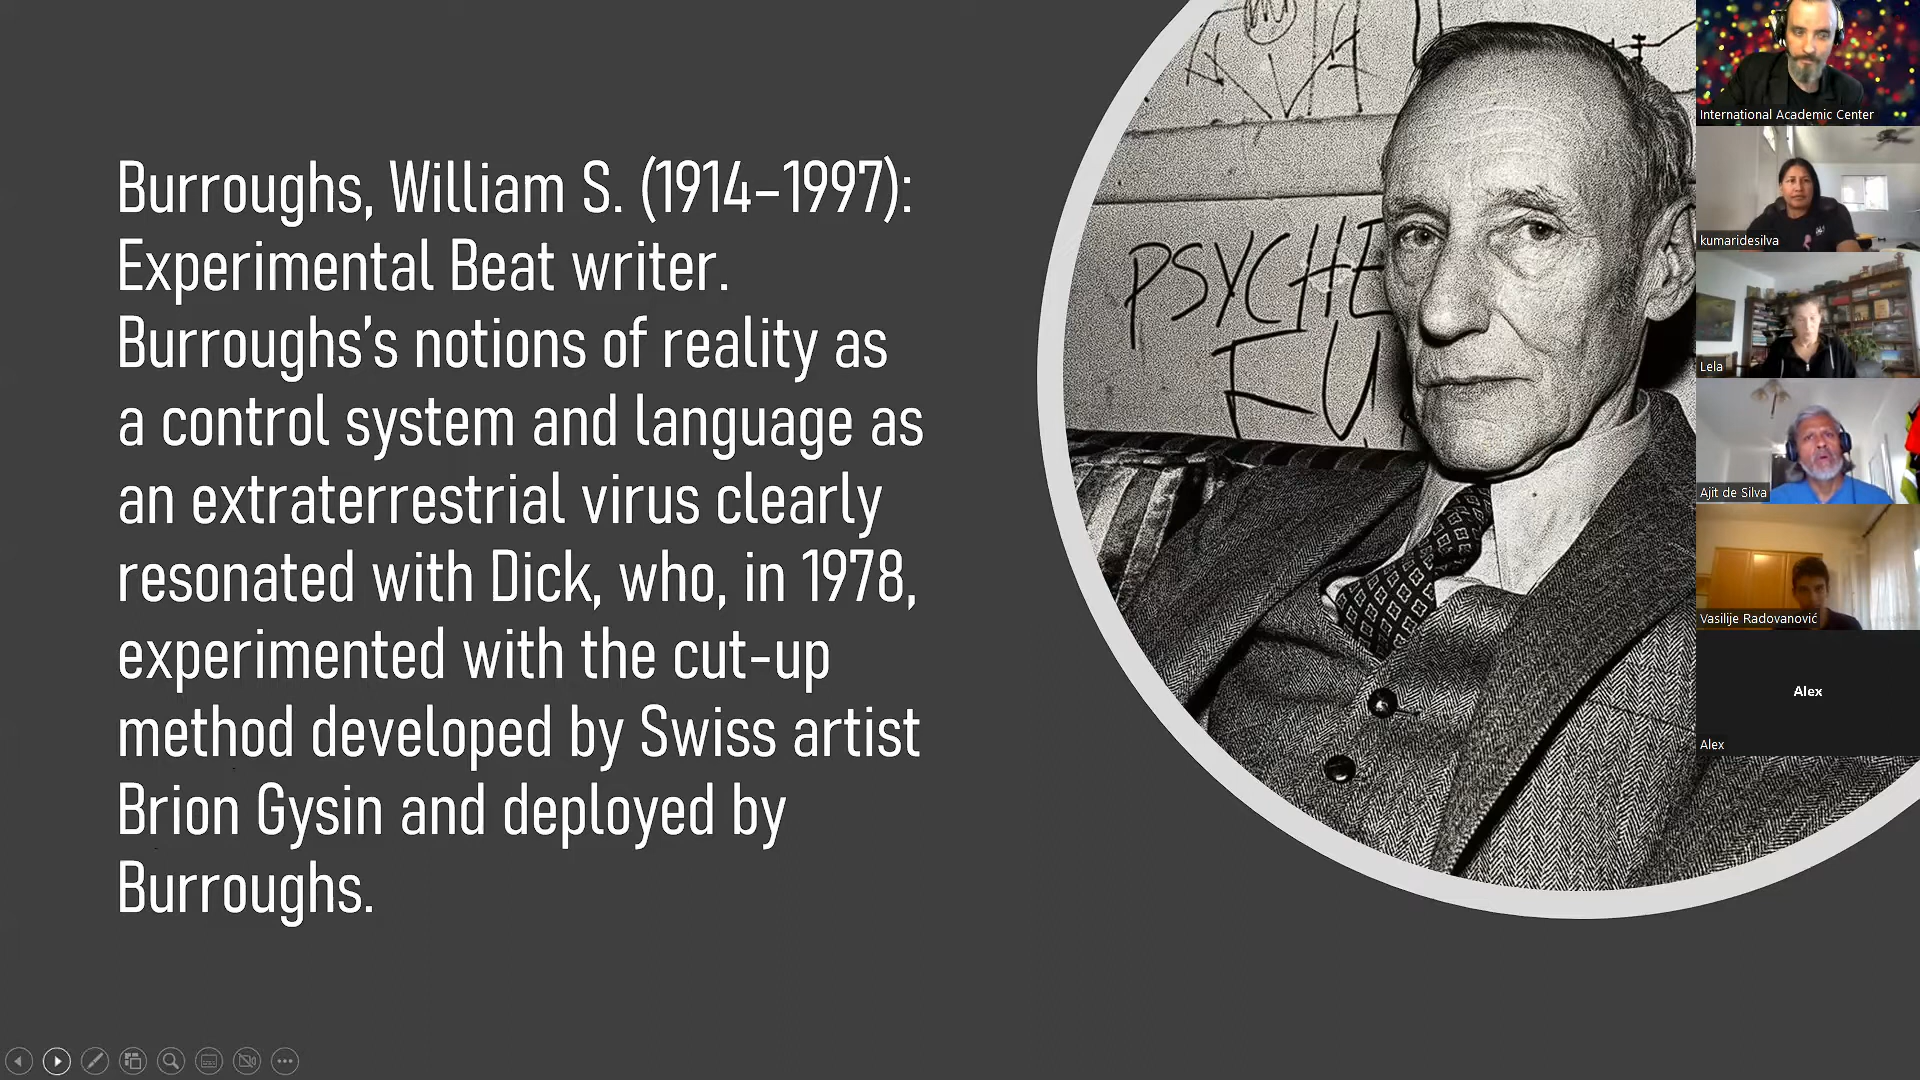 Burroughs, William S. (1914–1997):
Experimental Beat writer.
Burroughs’s notions of reality as
a control system and language as
an extraterrestrial virus clearly
resonated with Dick, who, in 1978,
experimented with the cut-up
method developed by Swiss artist
Brion Gysin and deployed by
Burroughs.
PSYCHE
FU
International Academic Center
kumaridesilva
Lela
Ajit de Silva
Vasilije Radovanović
Alex
Alex